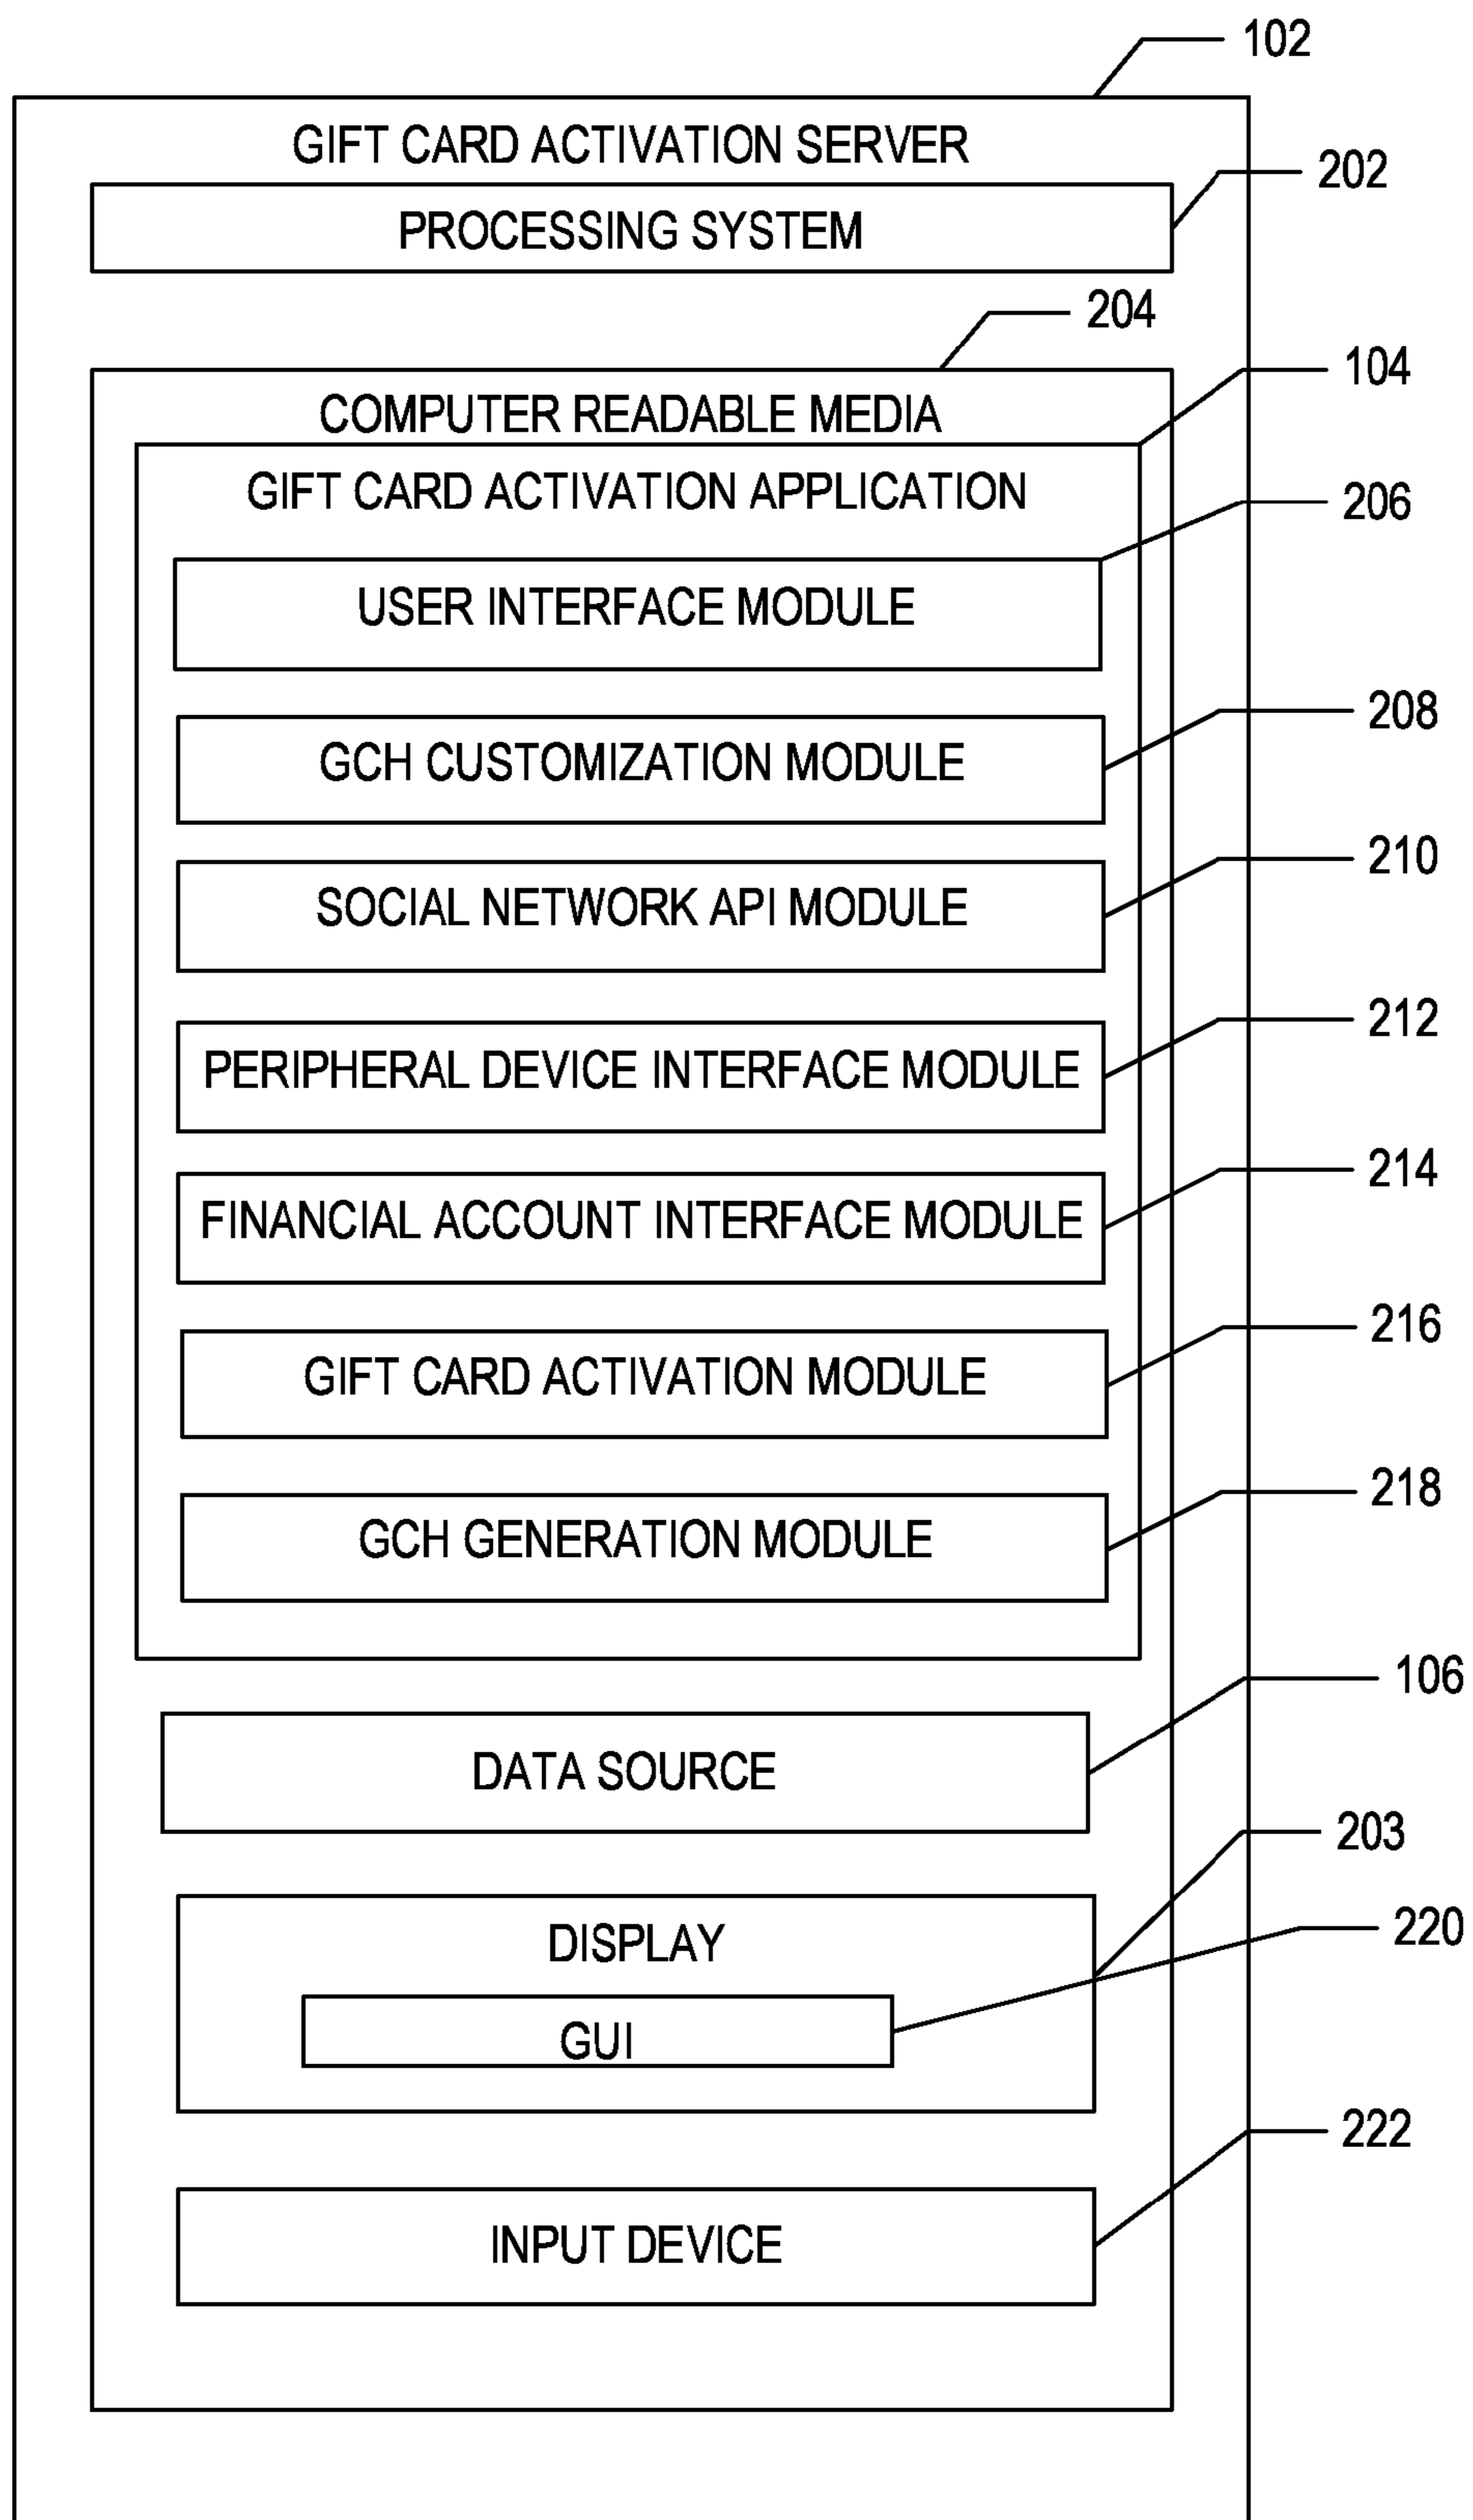 102
GIFT CARD ACTIVATION SERVER
202
PROCESSING SYSTEM
204
104
COMPUTER READABLE MEDIA
GIFT CARD ACTIVATION APPLICATION
206
USER INTERFACE MODULE
208
GCH CUSTOMIZATION MODULE
210
SOCIAL NETWORK API MODULE
212
PERIPHERAL DEVICE INTERFACE MODULE
214
FINANCIAL ACCOUNT INTERFACE MODULE
216
GIFT CARD ACTIVATION MODULE
218
GCH GENERATION MODULE
106
DATA SOURCE
203
DISPLAY
220
GUI
222
INPUT DEVICE